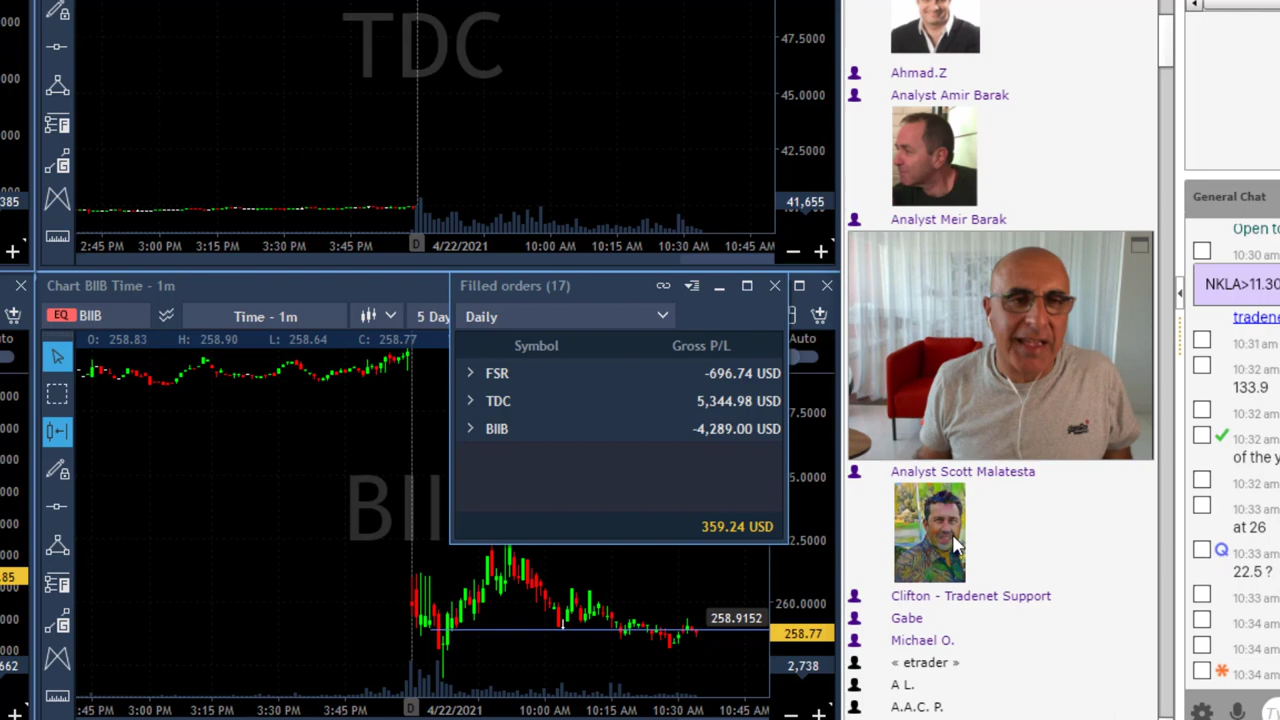 TDC
47.5000
45.0000
42.5000
385
41,655
2:45 PM 3:00 PM 3:15 PM 3:30 PM 3:45 PM D 4/22/2021 10:00 AM 10:15 AM 10:30 AM 10:45 AM
Chart BIIB Time - 1m
EQ BIIB
Time - 1m
5 Day
O: 258.83 H: 258.90 L: 258.64 C: 258.77
Filled orders (17)
Daily
Symbol Gross P/L
FSR -696.74 USD
TDC 5,344.98 USD
BIIB -4,289.00 USD
359.24 USD
260.0000
258.9152
258.77
2,738
662
:45 PM 3:00 PM 3:15 PM 3:30 PM 3:45 PM D 4/22/2021 10:00 AM 10:15 AM 10:30 AM 10:45 AM
Ahmad.Z
Analyst Amir Barak
Analyst Meir Barak
Analyst Scott Malatesta
Clifton - Tradenet Support
Gabe
Michael O.
« etrader »
A L.
A.A.C. P.
General Chat
Open to
10:30 am
NKLA>11.30
tradene
10:31 am
10:32 am
133.9
10:32 am
10:32 am
of the y
10:32 am
10:33 am
at 26
Q 10:33 am
22.5 ?
10:33 am
10:34 am
10:34 am
10:34 am